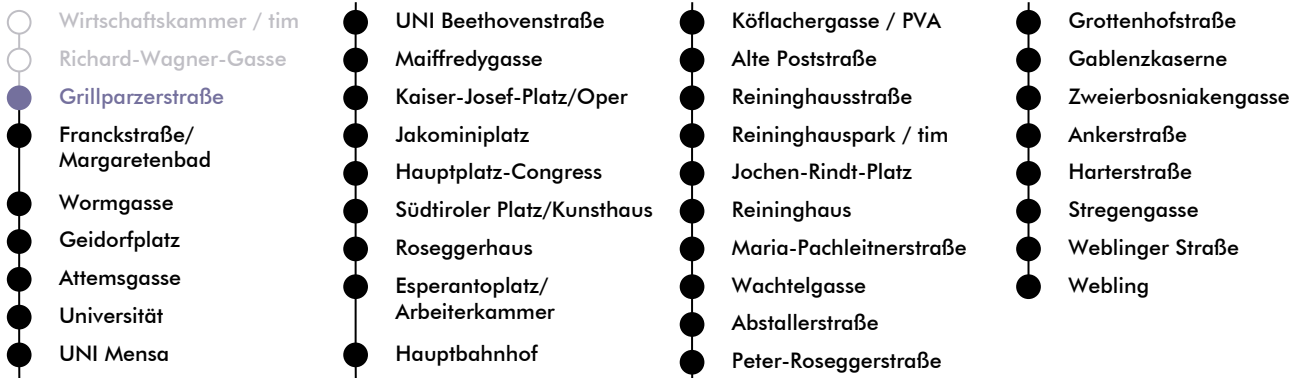 Wirtschaftskammer / tim
Richard-Wagner-Gasse
Grillparzerstraße
Franckstraße/
Margaretenbad
Wormgasse
Geidorfplatz
Attemsgasse
Universität
UNI Mensa
UNI Beethovenstraße
Maiffredygasse
Kaiser-Josef-Platz/Oper
Jakominiplatz
Hauptplatz-Congress
Südtiroler Platz/Kunsthaus
Roseggerhaus
Esperantoplatz/
Arbeiterkammer
Hauptbahnhof
Köflachergasse / PVA
Alte Poststraße
Reininghausstraße
Reininghauspark / tim
Jochen-Rindt-Platz
Reininghaus
Maria-Pachleitnerstraße
Wachtelgasse
Abstallerstraße
Peter-Roseggerstraße
Grottenhofstraße
Gablenzkaserne
Zweierbosniakengasse
Ankerstraße
Harterstraße
Stregengasse
Weblinger Straße
Webling